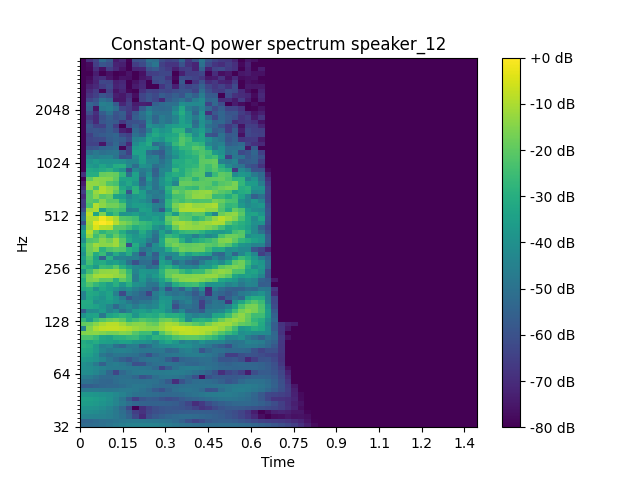 Constant-Q power spectrum speaker_12
Hz
2048
1024
512
256
128
64
32
0 0.15 0.3 0.45 0.6 0.75 0.9 1.1 1.2 1.4
Time
+0 dB
-10 dB
-20 dB
-30 dB
-40 dB
-50 dB
-60 dB
-70 dB
-80 dB